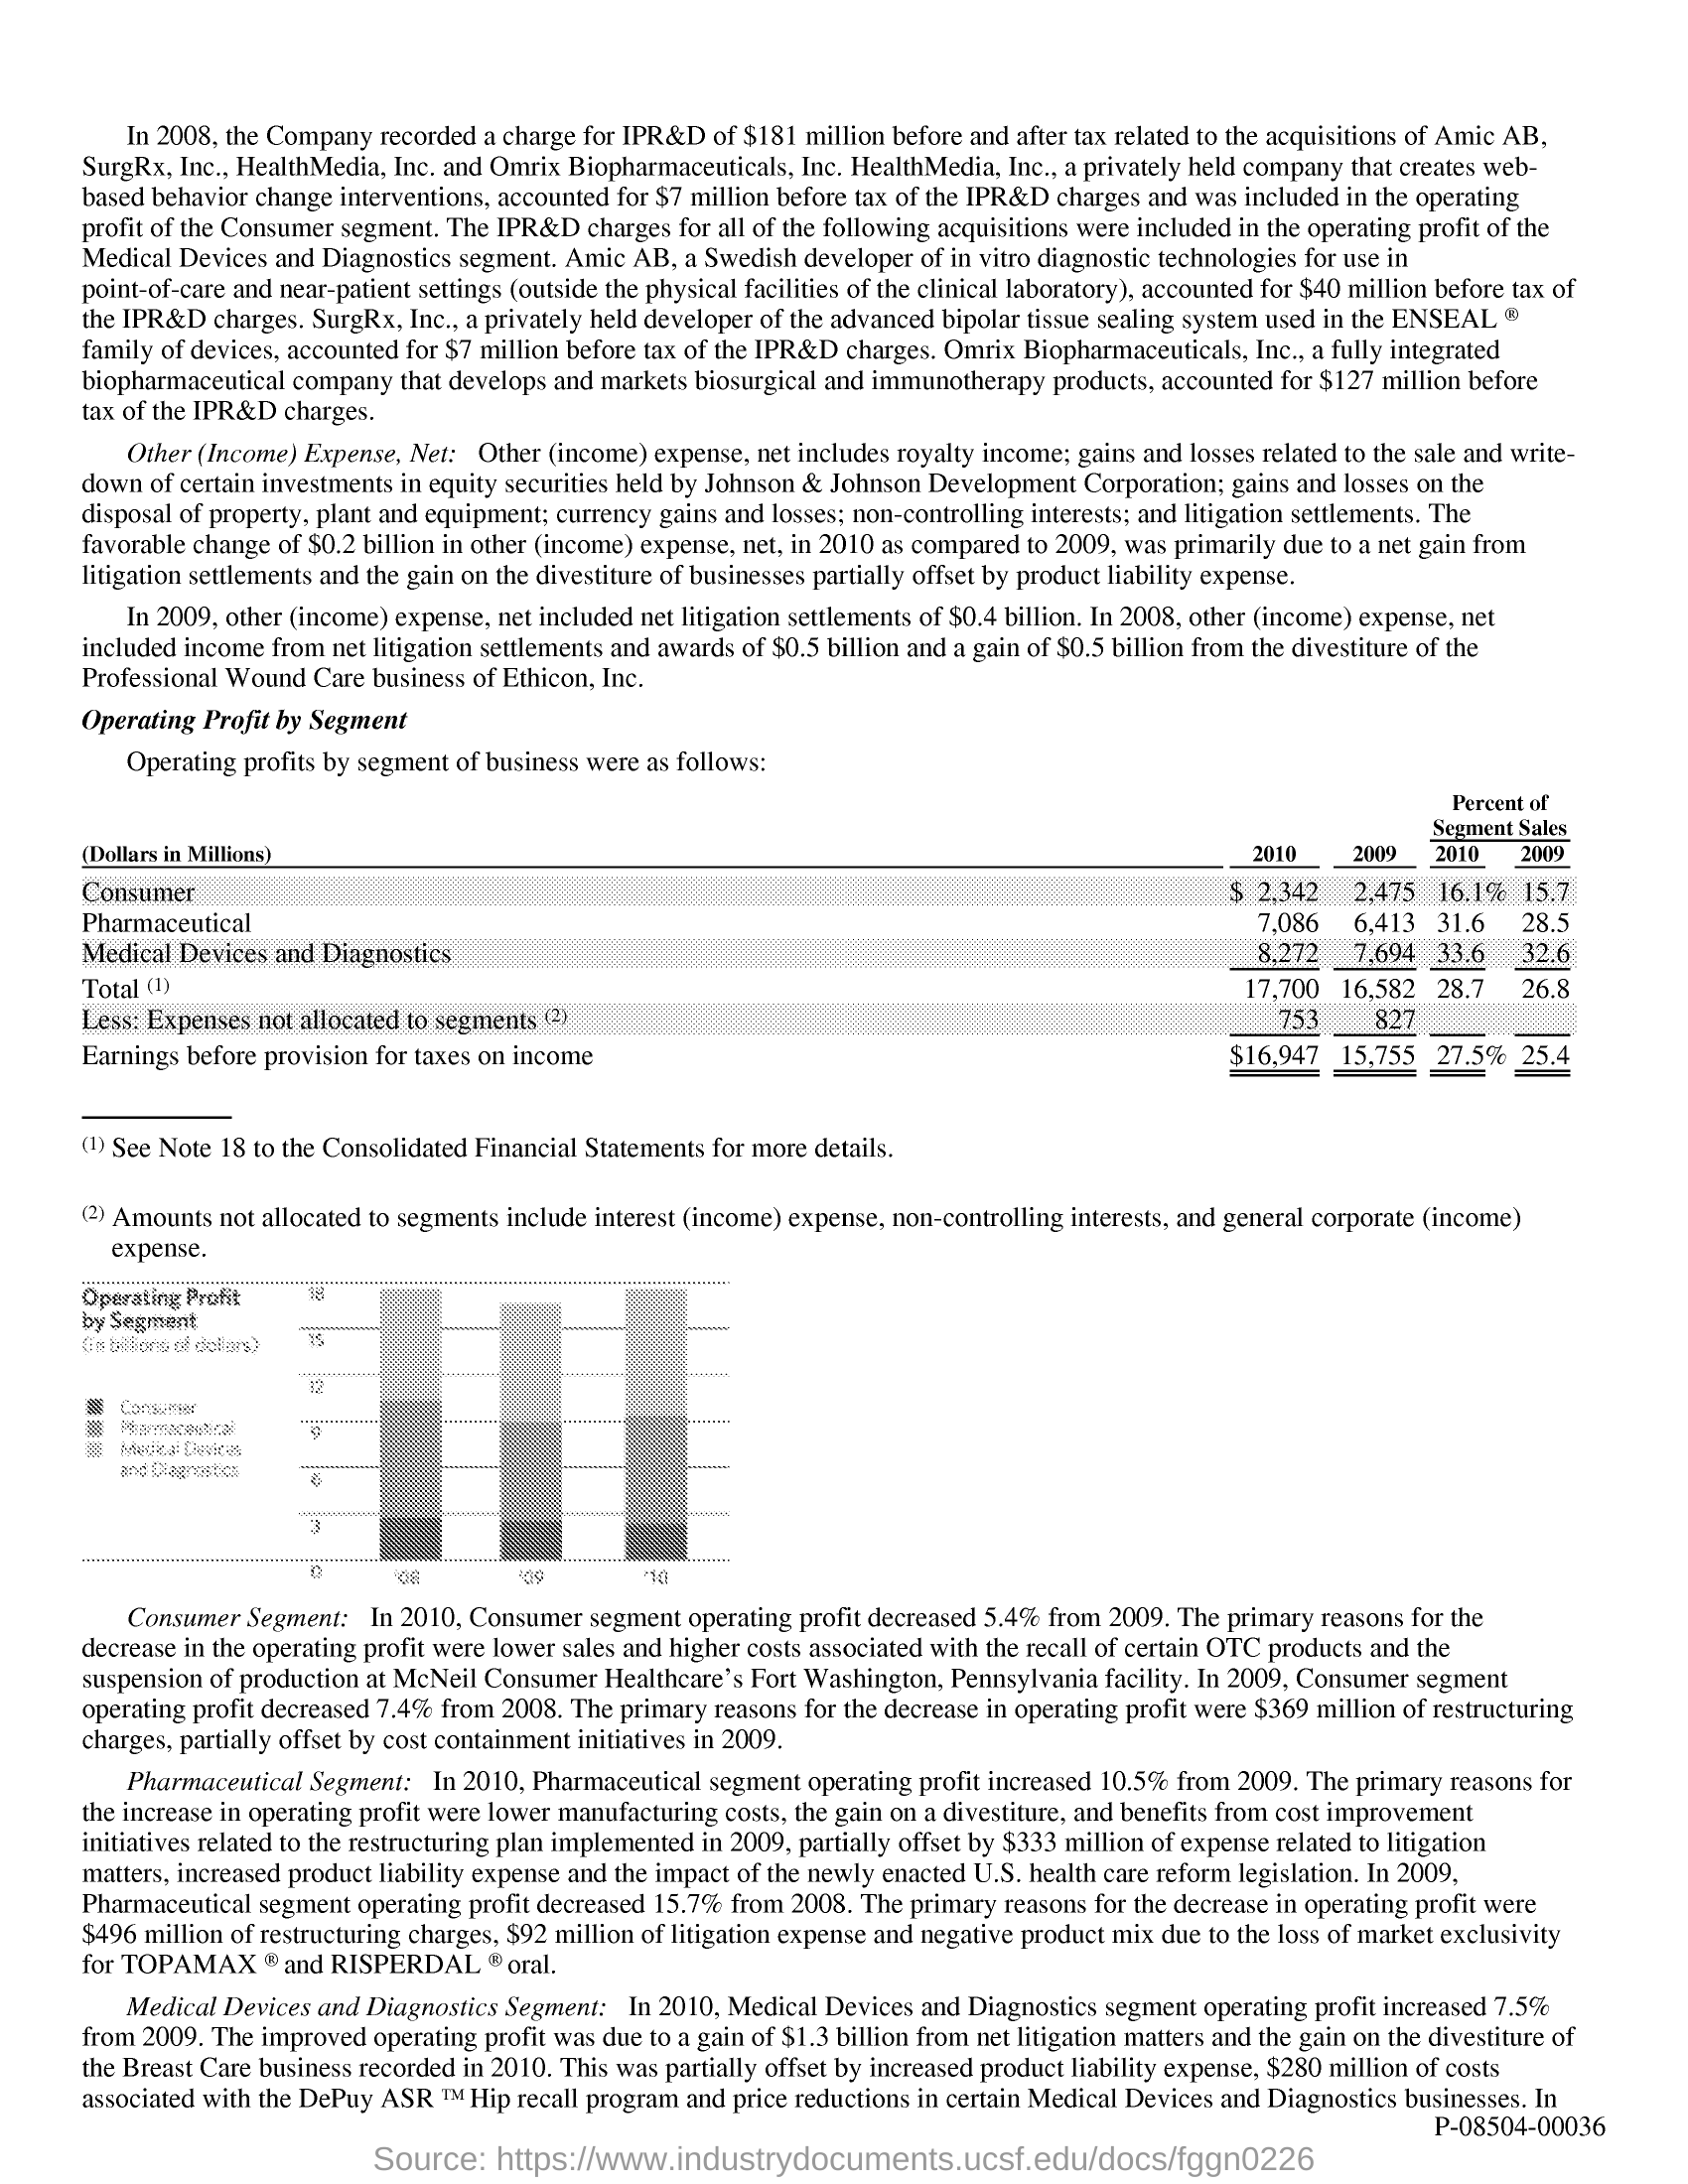 In 2008, the Company recorded a charge for IPR&D of $181 million before and after tax related to the acquisitions of Amic AB,
SurgRx, Inc., HealthMedia, Inc. and Omrix Biopharmaceuticals, Inc. HealthMedia, Inc., a privately held company that creates web-
based behavior change interventions, accounted for $7 million before tax of the IPR&D charges and was included in the operating
profit of the Consumer segment. The IPR&D charges for all of the following acquisitions were included in the operating profit of the
Medical Devices and Diagnostics segment. Amic AB, a Swedish developer of in vitro diagnostic technologies for use in
point-of-care and near-patient settings (outside the physical facilities of the clinical laboratory), accounted for $40 million before tax of
the IPR&D charges. SurgRx, Inc., a privately held developer of the advanced bipolar tissue sealing system used in the ENSEAL ®
family of devices, accounted for $7 million before tax of the IPR&D charges. Omrix Biopharmaceuticals, Inc., a fully integrated
biopharmaceutical company that develops and markets biosurgical and immunotherapy products, accounted for $127 million before
tax of the IPR&D charges.
Other (Income) Expense, Net: Other (income) expense, net includes royalty income; gains and losses related to the sale and write-
down of certain investments in equity securities held by Johnson & Johnson Development Corporation; gains and losses on the
disposal of property, plant and equipment; currency gains and losses; non-controlling interests; and litigation settlements. The
favorable change of $0.2 billion in other (income) expense, net, in 2010 as compared to 2009, was primarily due to a net gain from
litigation settlements and the gain on the divestiture of businesses partially offset by product liability expense.
In 2009, other (income) expense, net included net litigation settlements of $0.4 billion. In 2008, other (income) expense, net
included income from net litigation settlements and awards of $0.5 billion and a gain of $0.5 billion from the divestiture of the
Professional Wound Care business of Ethicon, Inc.
Operating Profit by Segment
Operating profits by segment of business were as follows:
Percent of
Segment Sales
(Dollars in Millions) 2010 2009 2010 2009
Consumer $ 2,342 2,475 16.1% 15.7
Pharmaceutical 7,086 6,413 31.6 28.5
Medical Devices and Diagnostics 8,272 7,694 33.6 32.6
Total (1) 17,700 16,582 28.7 26.8
Less: Expenses not allocated to segments (2) 753 827
Earnings before provision for taxes on income $16,947 15,755 27.5% 25.4
(1) See Note 18 to the Consolidated Financial Statements for more details.
(2) Amounts not allocated to segments include interest (income) expense, non-controlling interests, and general corporate (income)
expense.
Operating Profit
by Segment
(in billions of dollars)
Consumer
Pharmaceutical
Medical Devices
and Diagnostics
18
15
12
9
6
3
0
'08 '09 '10
Consumer Segment: In 2010, Consumer segment operating profit decreased 5.4% from 2009. The primary reasons for the
decrease in the operating profit were lower sales and higher costs associated with the recall of certain OTC products and the
suspension of production at McNeil Consumer Healthcare’s Fort Washington, Pennsylvania facility. In 2009, Consumer segment
operating profit decreased 7.4% from 2008. The primary reasons for the decrease in operating profit were $369 million of restructuring
charges, partially offset by cost containment initiatives in 2009.
Pharmaceutical Segment: In 2010, Pharmaceutical segment operating profit increased 10.5% from 2009. The primary reasons for
the increase in operating profit were lower manufacturing costs, the gain on a divestiture, and benefits from cost improvement
initiatives related to the restructuring plan implemented in 2009, partially offset by $333 million of expense related to litigation
matters, increased product liability expense and the impact of the newly enacted U.S. health care reform legislation. In 2009,
Pharmaceutical segment operating profit decreased 15.7% from 2008. The primary reasons for the decrease in operating profit were
$496 million of restructuring charges, $92 million of litigation expense and negative product mix due to the loss of market exclusivity
for TOPAMAX ® and RISPERDAL ® oral.
Medical Devices and Diagnostics Segment: In 2010, Medical Devices and Diagnostics segment operating profit increased 7.5%
from 2009. The improved operating profit was due to a gain of $1.3 billion from net litigation matters and the gain on the divestiture of
the Breast Care business recorded in 2010. This was partially offset by increased product liability expense, $280 million of costs
associated with the DePuy ASR ™ Hip recall program and price reductions in certain Medical Devices and Diagnostics businesses. In
P-08504-00036
Source: https://www.industrydocuments.ucsf.edu/docs/fggn0226